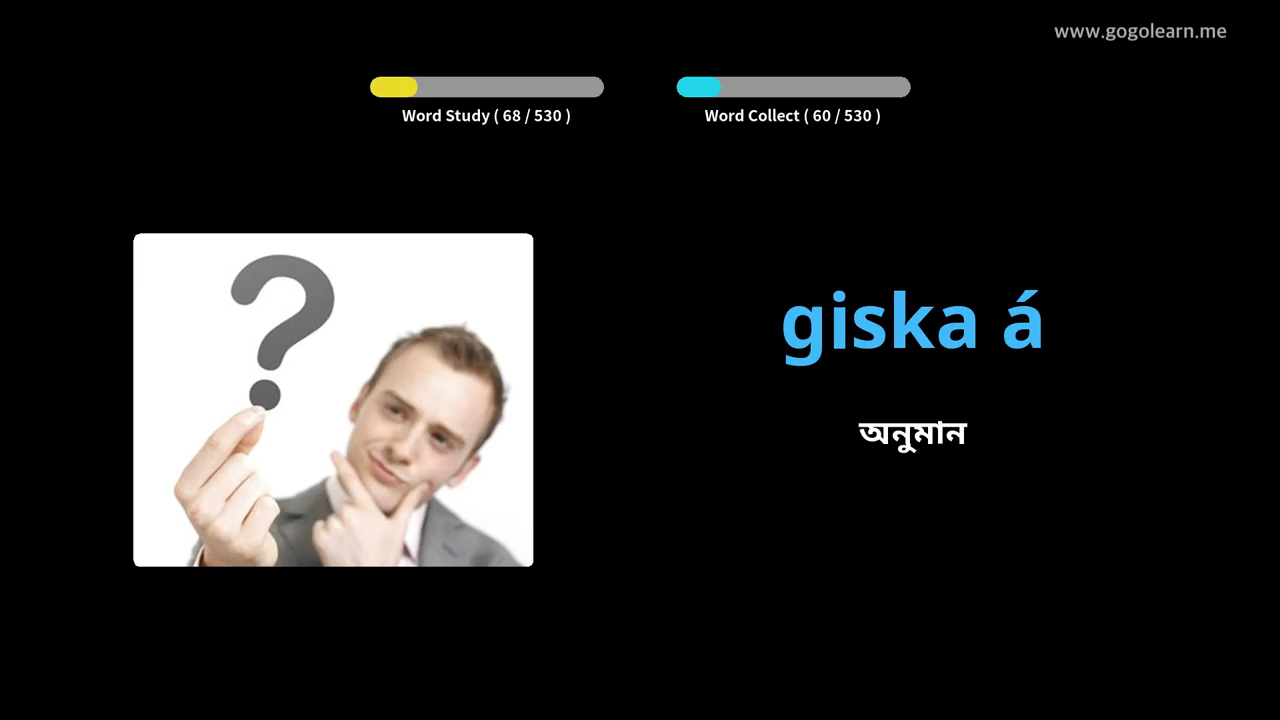 www.gogolearn.me
Word Study ( 68 / 530 )
Word Collect ( 60 / 530 )
giska á
অনুমান